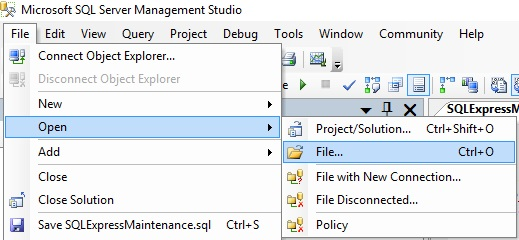 Microsoft SQL Server Management Studio
File Edit View Query Project Debug Tools Window Community Help
Connect Object Explorer...
Disconnect Object Explorer
New
Open
Add
Close
Close Solution
Save SQLExpressMaintenance.sql Ctrl+S
SQLExpressM
Project/Solution... Ctrl+Shift+O
File... Ctrl+O
File with New Connection...
File Disconnected...
Policy